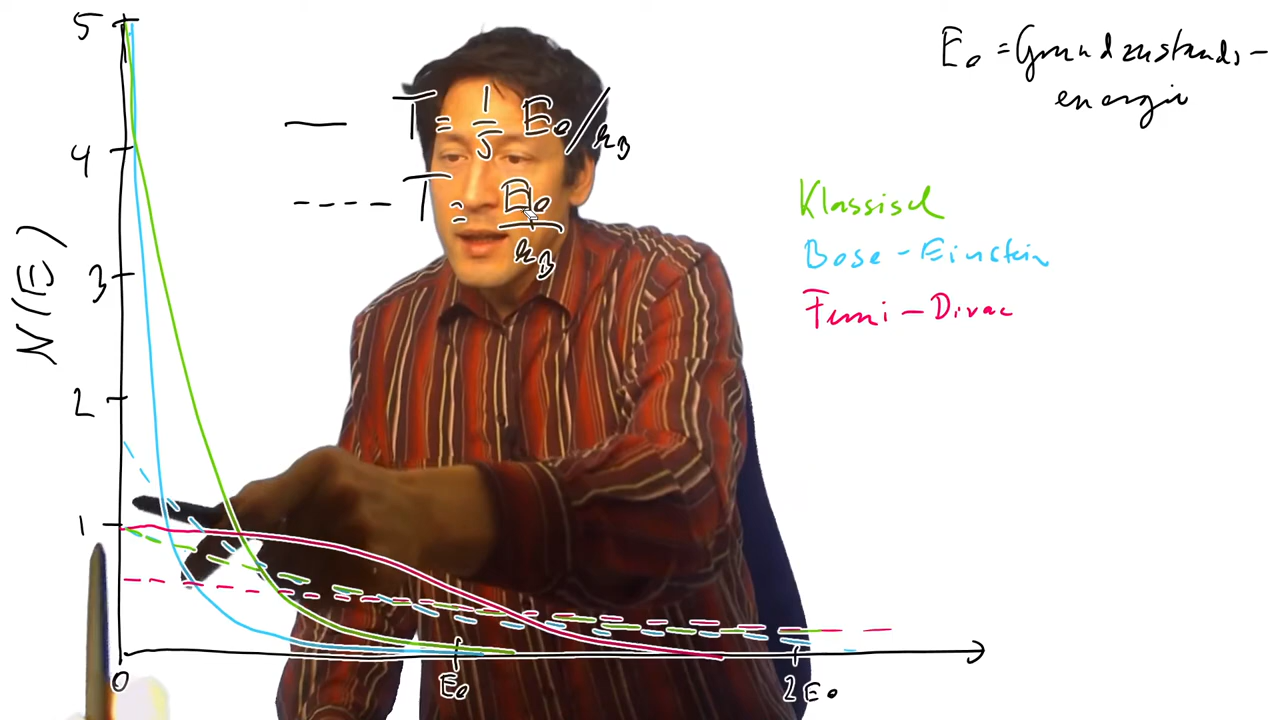 5
4
3
2
1
0
N(E)
E₀
2E₀
— T = 1/5 E₀/k_B
---- T = E₀/k_B
E₀ = Grundzustands-
energie
Klassisch
Bose-Einstein
Fermi-Dirac